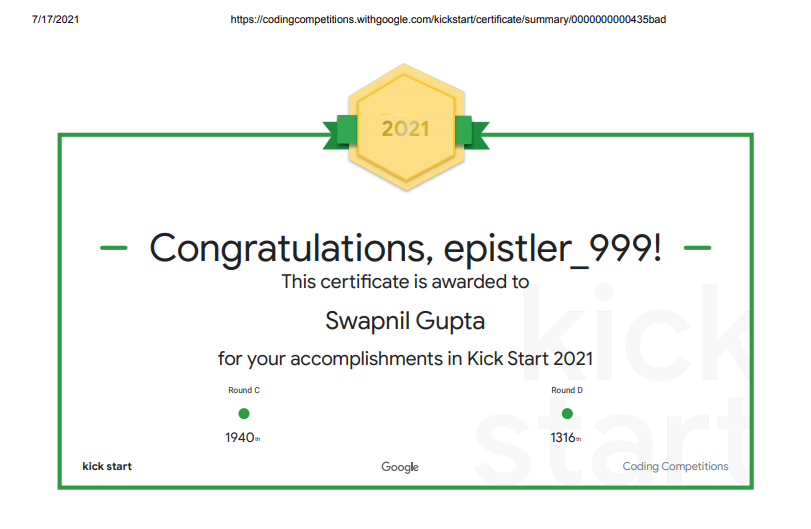 7/17/2021 https://codingcompetitions.withgoogle.com/kickstart/certificate/summary/0000000000435bad
2021
Congratulations, epistler_999!
This certificate is awarded to
Swapnil Gupta
for your accomplishments in Kick Start 2021
Round C Round D
1940th 1316th
kick start Google Coding Competitions
kick
start